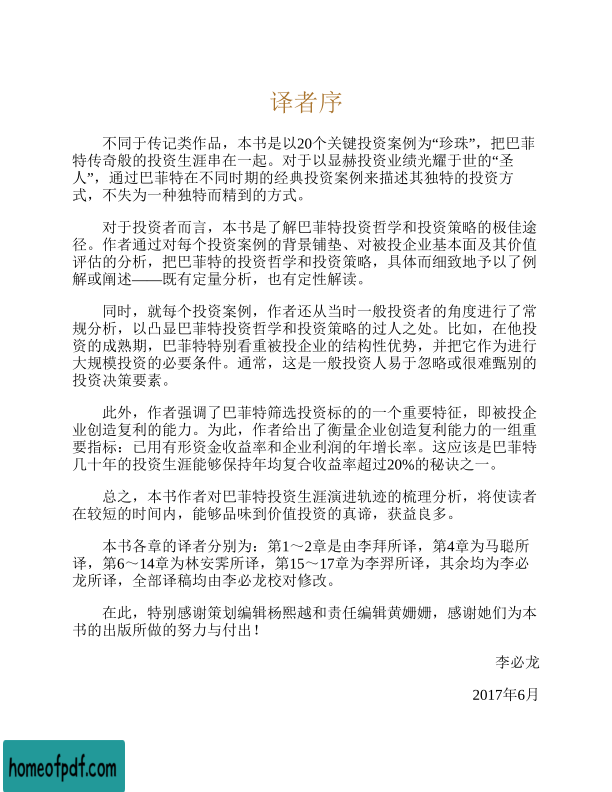 译者序
不同于传记类作品，本书是以20个关键投资案例为“珍珠”，把巴菲
特传奇般的投资生涯串在一起。对于以显赫投资业绩光耀于世的“圣
人”，通过巴菲特在不同时期的经典投资案例来描述其独特的投资方
式，不失为一种独特而精到的方式。
对于投资者而言，本书是了解巴菲特投资哲学和投资策略的极佳途
径。作者通过对每个投资案例的背景铺垫、对被投企业基本面及其价值
评估的分析，把巴菲特的投资哲学和投资策略，具体而细致地予以了例
解或阐述——既有定量分析，也有定性解读。
同时，就每个投资案例，作者还从当时一般投资者的角度进行了常
规分析，以凸显巴菲特投资哲学和投资策略的过人之处。比如，在他投
资的成熟期，巴菲特特别看重被投企业的结构性优势，并把它作为进行
大规模投资的必要条件。通常，这是一般投资人易于忽略或很难甄别的
投资决策要素。
此外，作者强调了巴菲特筛选投资标的的一个重要特征，即被投企
业创造复利的能力。为此，作者给出了衡量企业创造复利能力的一组重
要指标：已用有形资金收益率和企业利润的年增长率。这应该是巴菲特
几十年的投资生涯能够保持年均复合收益率超过20%的秘诀之一。
总之，本书作者对巴菲特投资生涯演进轨迹的梳理分析，将使读者
在较短的时间内，能够品味到价值投资的真谛，获益良多。
本书各章的译者分别为：第1～2章是由李拜所译，第4章为马聪所
译，第6～14章为林安霁所译，第15～17章为李羿所译，其余均为李必
龙所译，全部译稿均由李必龙校对修改。
在此，特别感谢策划编辑杨熙越和责任编辑黄姗姗，感谢她们为本
书的出版所做的努力与付出！
李必龙
2017年6月
homeofpdf.com